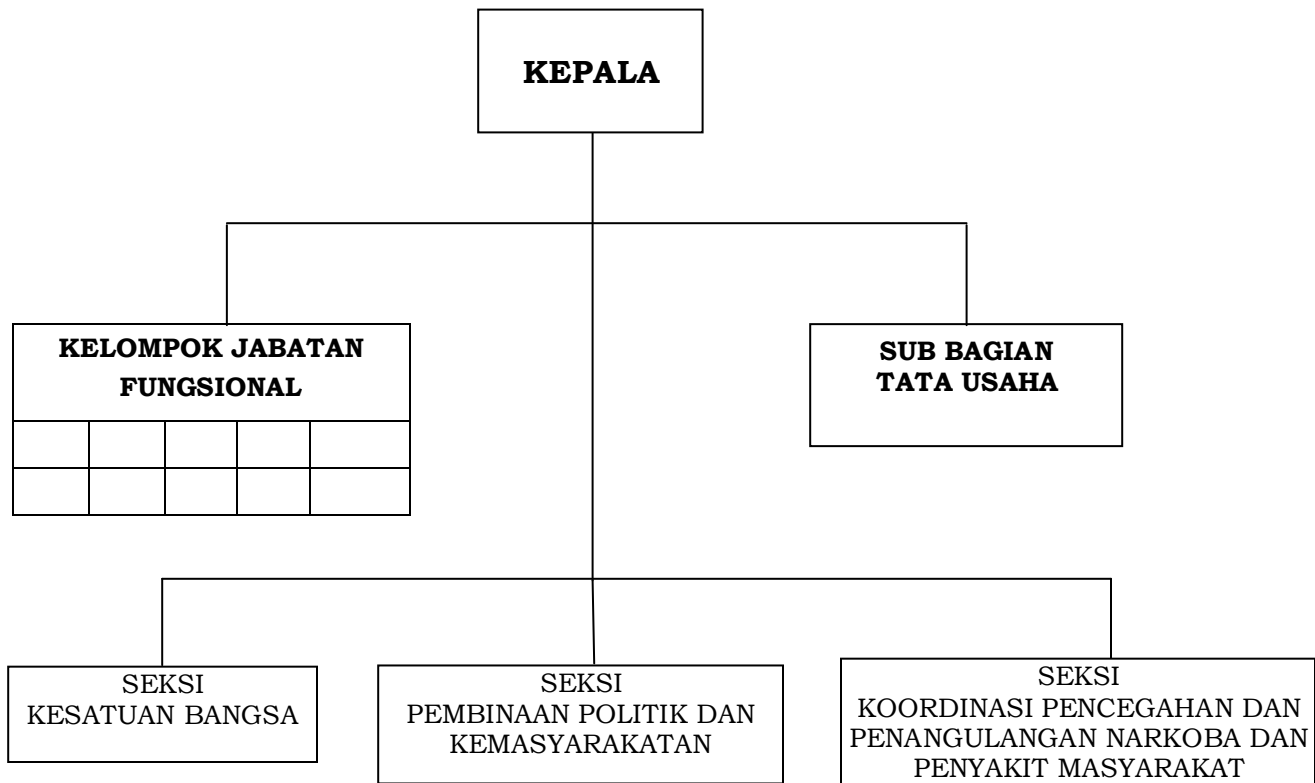 KEPALA
KELOMPOK JABATAN
FUNGSIONAL
SUB BAGIAN
TATA USAHA
SEKSI
KESATUAN BANGSA
SEKSI
PEMBINAAN POLITIK DAN
KEMASYARAKATAN
SEKSI
KOORDINASI PENCEGAHAN DAN
PENANGULANGAN NARKOBA DAN
PENYAKIT MASYARAKAT